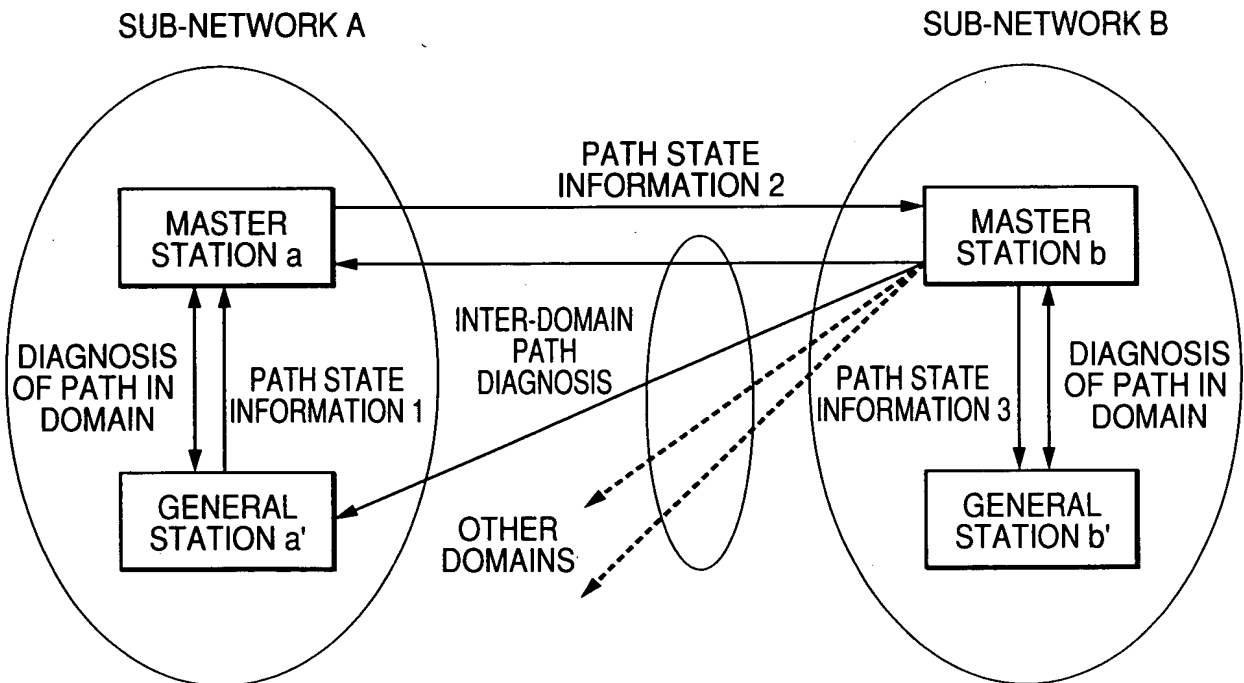 SUB-NETWORK A
SUB-NETWORK B
PATH STATE
INFORMATION 2
MASTER
STATION a
MASTER
STATION b
DIAGNOSIS
OF PATH IN
DOMAIN
PATH STATE
INFORMATION 1
INTER-DOMAIN
PATH
DIAGNOSIS
PATH STATE
INFORMATION 3
DIAGNOSIS
OF PATH IN
DOMAIN
GENERAL
STATION a'
OTHER
DOMAINS
GENERAL
STATION b'